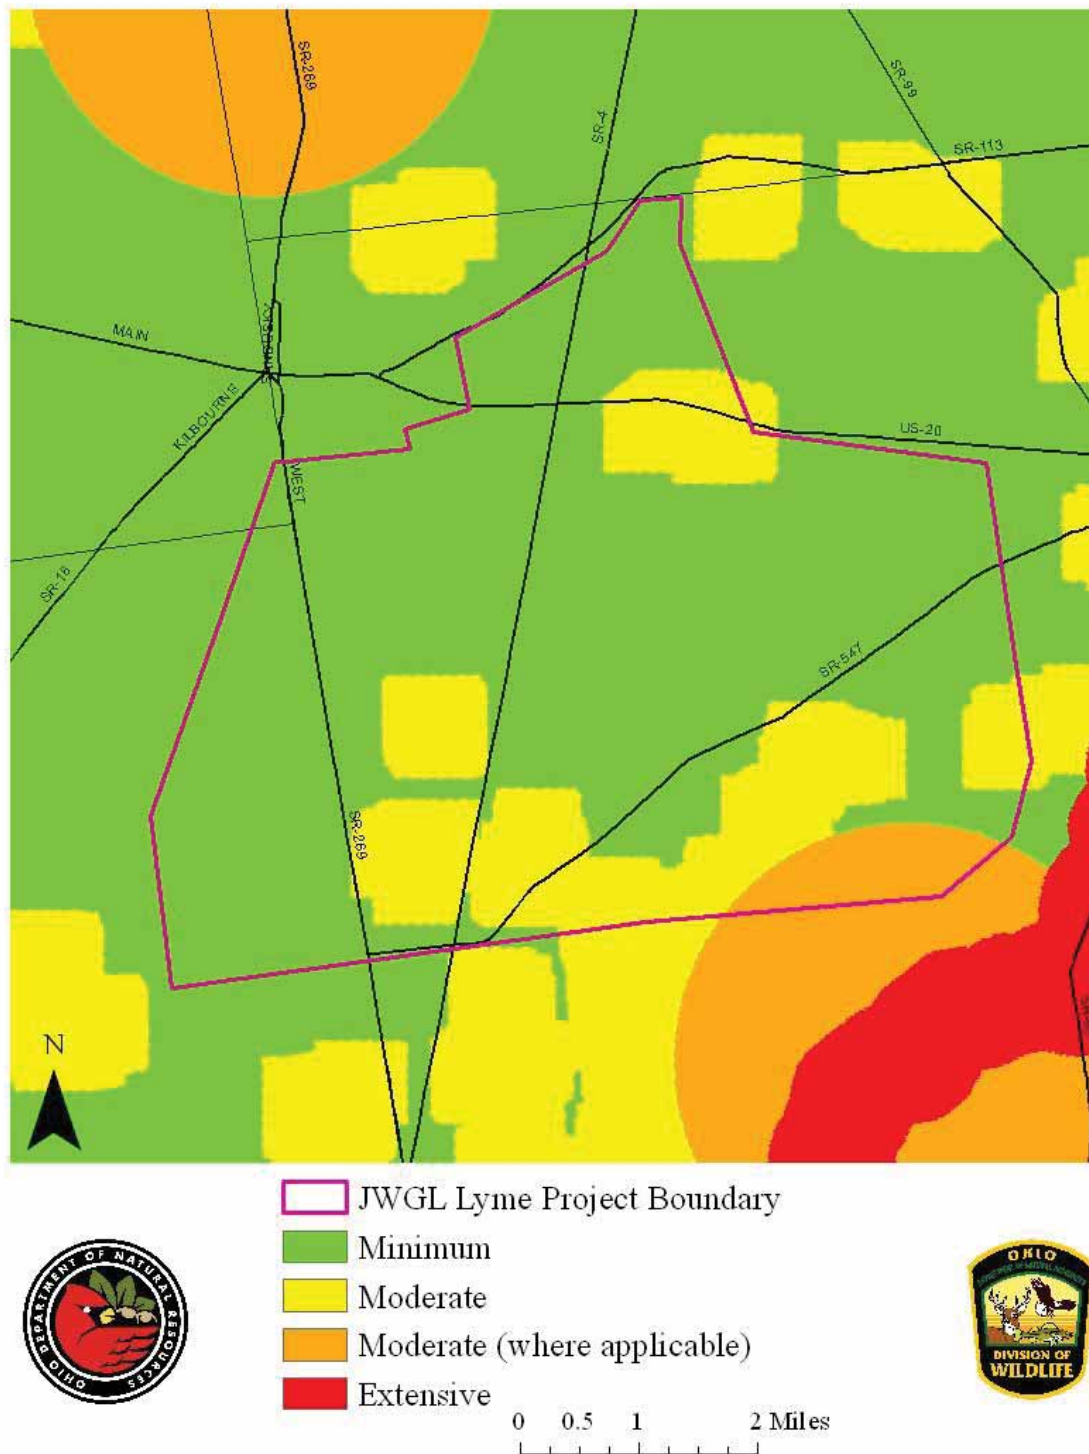 SR-269
SR-4
SR-99
SR-113
MAIN
SANDUSKY
KILBOURNE
WEST
US-20
SR-18
SR-547
SR-269
N
JWGL Lyme Project Boundary
Minimum
Moderate
Moderate (where applicable)
Extensive
0 0.5 1 2 Miles
OHIO DEPARTMENT OF NATURAL RESOURCES
OHIO
DIVISION OF
WILDLIFE